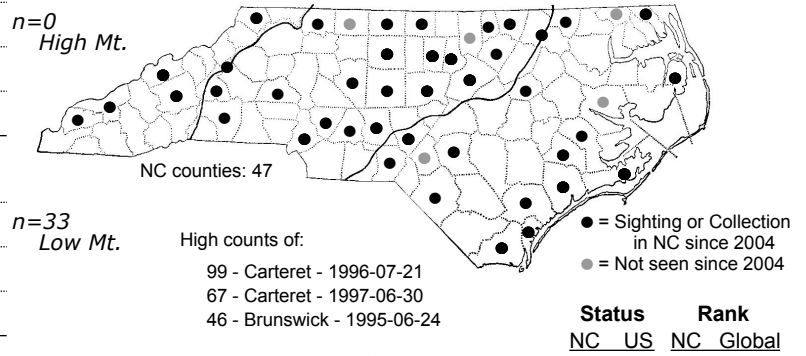 n=0
High Mt.
NC counties: 47
n=33
Low Mt.
High counts of:
99 - Carteret - 1996-07-21
67 - Carteret - 1997-06-30
46 - Brunswick - 1995-06-24
= Sighting or Collection
in NC since 2004
= Not seen since 2004
Status Rank
NC US NC Global